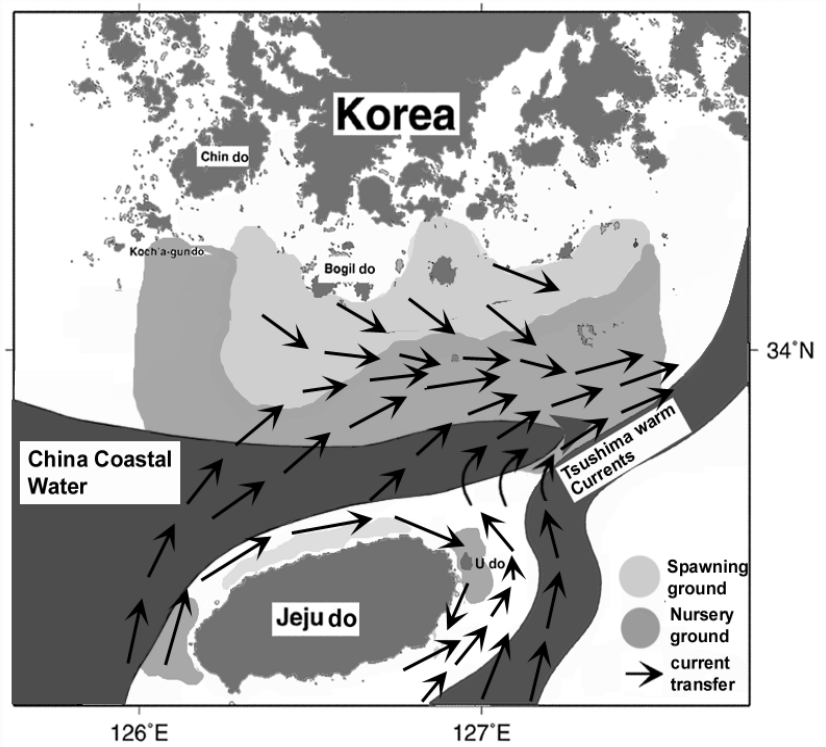 Korea
Chin do
Koch'a-gundo
Bogil do
34°N
China Coastal
Water
Tsushima warm
Currents
U do
Jeju do
Spawning
ground
Nursery
ground
current
transfer
126°E
127°E